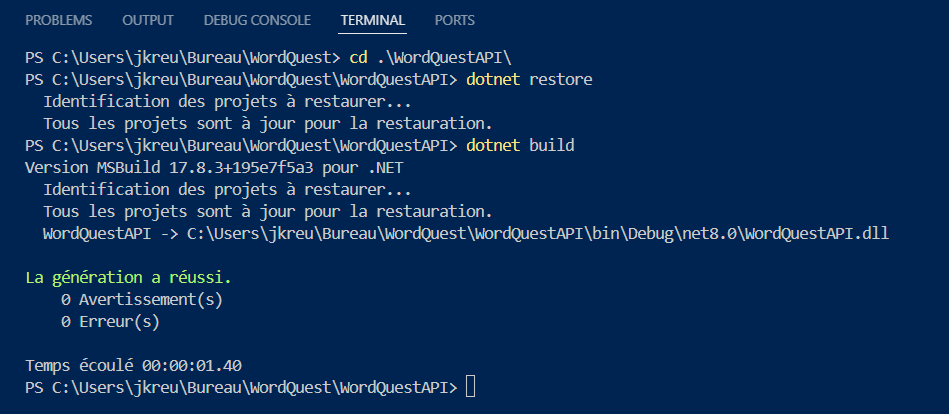 PROBLEMS OUTPUT DEBUG CONSOLE TERMINAL PORTS
PS C:\Users\jkreu\Bureau\WordQuest> cd .\WordQuestAPI\
PS C:\Users\jkreu\Bureau\WordQuest\WordQuestAPI> dotnet restore
  Identification des projets à restaurer...
  Tous les projets sont à jour pour la restauration.
PS C:\Users\jkreu\Bureau\WordQuest\WordQuestAPI> dotnet build
Version MSBuild 17.8.3+195e7f5a3 pour .NET
  Identification des projets à restaurer...
  Tous les projets sont à jour pour la restauration.
  WordQuestAPI -> C:\Users\jkreu\Bureau\WordQuest\WordQuestAPI\bin\Debug\net8.0\WordQuestAPI.dll
La génération a réussi.
    0 Avertissement(s)
    0 Erreur(s)
Temps écoulé 00:00:01.40
PS C:\Users\jkreu\Bureau\WordQuest\WordQuestAPI>